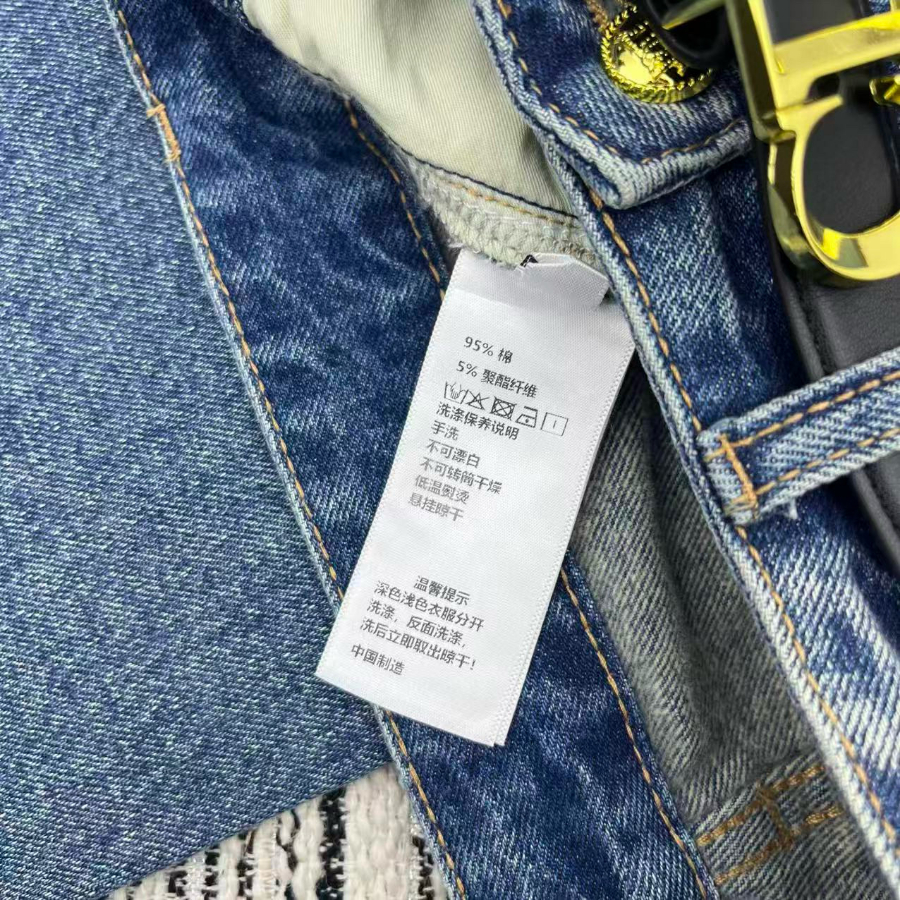 95% 棉
5% 聚酯纤维
洗涤保养说明
手洗
不可漂白
不可转筒干燥
低温熨烫
悬挂晾干
温馨提示
深色浅色衣服分开
洗涤，反面洗涤，
洗后立即取出晾干!
中国制造